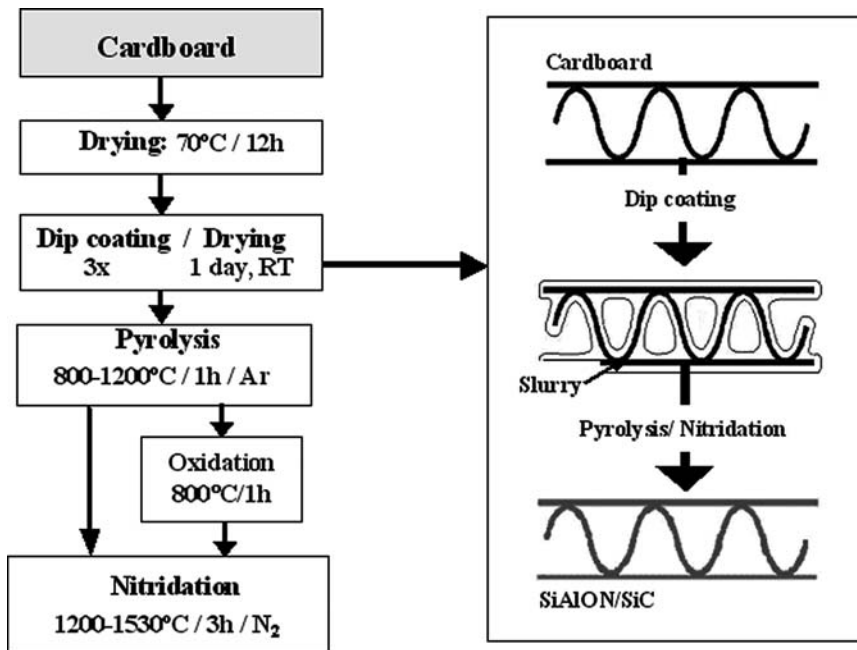 Cardboard
Drying: 70°C / 12h
Dip coating / Drying
3x 1 day, RT
Pyrolysis
800-1200°C / 1h / Ar
Oxidation
800°C/1h
Nitridation
1200-1530°C / 3h / N₂
Cardboard
Dip coating
Slurry
Pyrolysis/ Nitridation
SiAlON/SiC